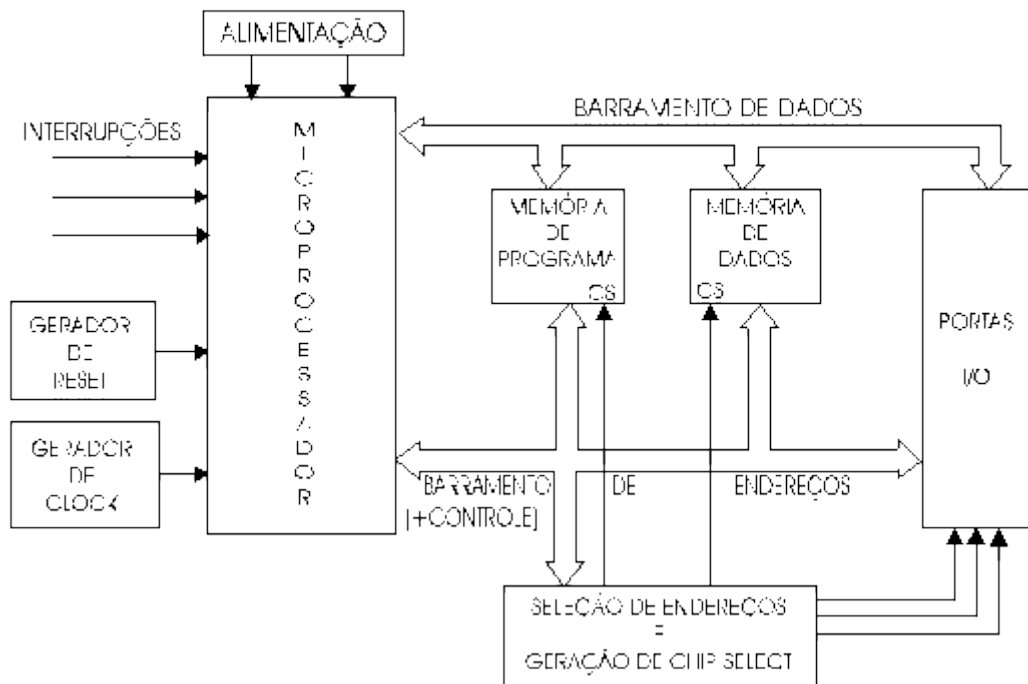 ALIMENTAÇÃO
INTERRUPÇÕES
MICROPROCESSADOR
BARRAMENTO DE DADOS
MEMÓRIA
DE
PROGRAMA
CS
MEMÓRIA
DE
DADOS
CS
PORTAS
I/O
GERADOR
DE
RESET
GERADOR
DE
CLOCK
BARRAMENTO DE ENDEREÇOS
(+CONTROLE)
SELEÇÃO DE ENDEREÇOS
E
GERAÇÃO DE CHIP SELECT